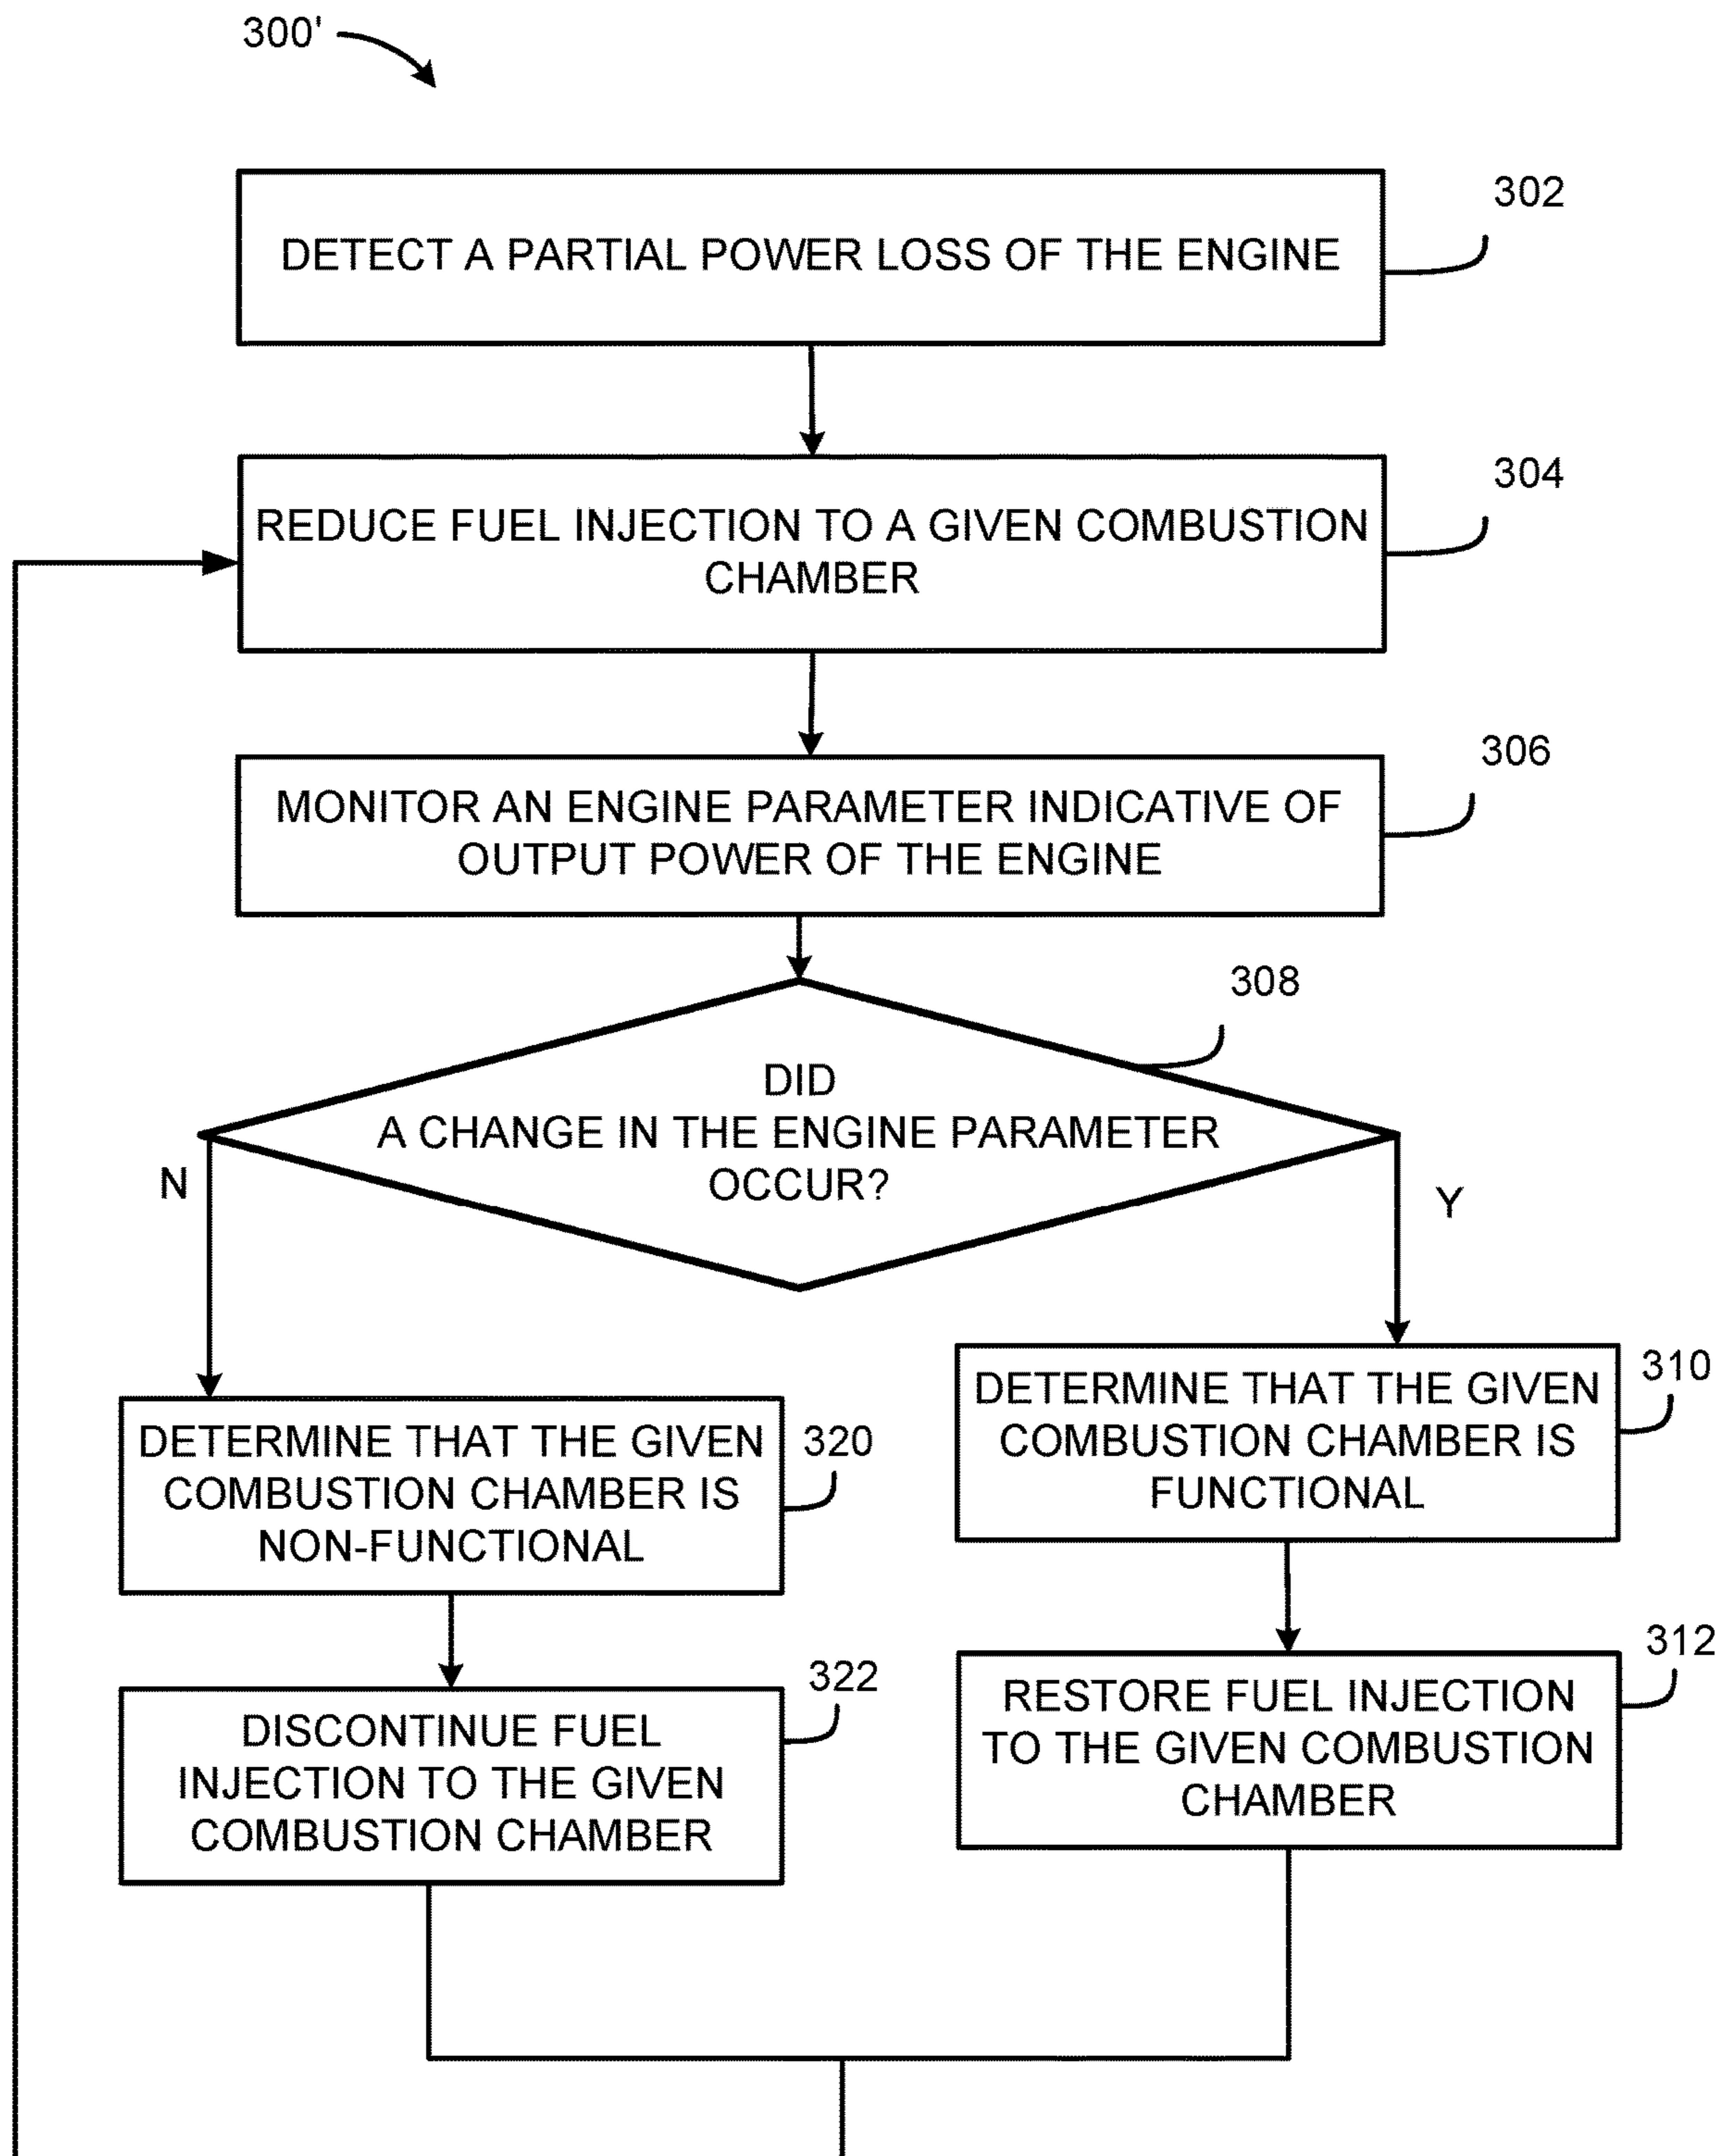 300'
302
DETECT A PARTIAL POWER LOSS OF THE ENGINE
304
REDUCE FUEL INJECTION TO A GIVEN COMBUSTION
CHAMBER
306
MONITOR AN ENGINE PARAMETER INDICATIVE OF
OUTPUT POWER OF THE ENGINE
308
DID
A CHANGE IN THE ENGINE PARAMETER
OCCUR?
N
Y
310
DETERMINE THAT THE GIVEN
COMBUSTION CHAMBER IS
FUNCTIONAL
320
DETERMINE THAT THE GIVEN
COMBUSTION CHAMBER IS
NON-FUNCTIONAL
312
RESTORE FUEL INJECTION
TO THE GIVEN COMBUSTION
CHAMBER
322
DISCONTINUE FUEL
INJECTION TO THE GIVEN
COMBUSTION CHAMBER